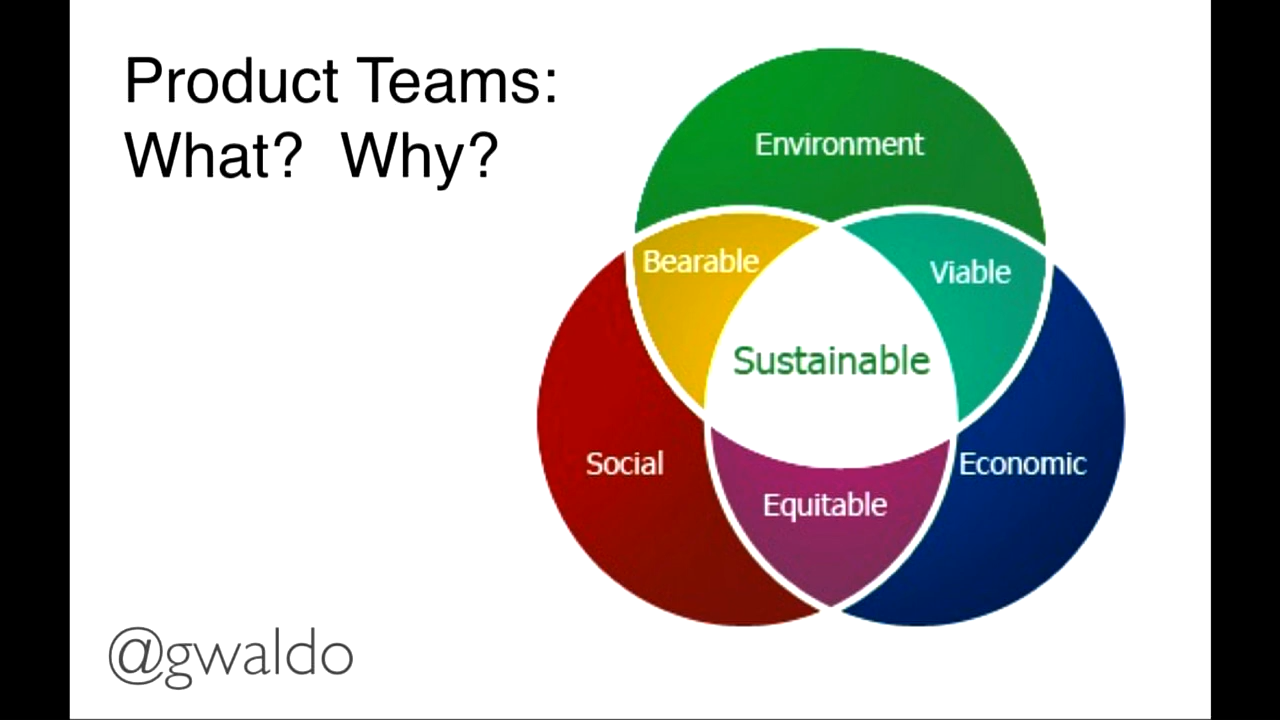 Product Teams:
What? Why?
Environment
Bearable
Viable
Sustainable
Social
Economic
Equitable
@gwaldo